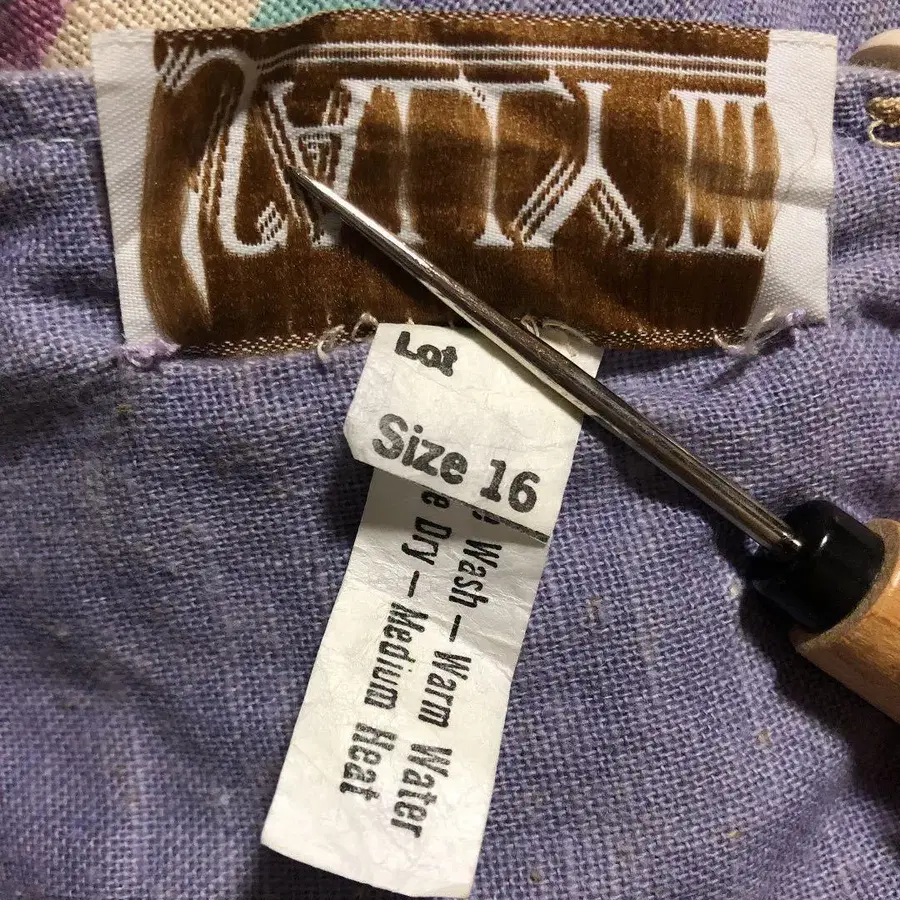 Lot
Size 16
e Wash — Warm Water
e Dry — Medium Heat